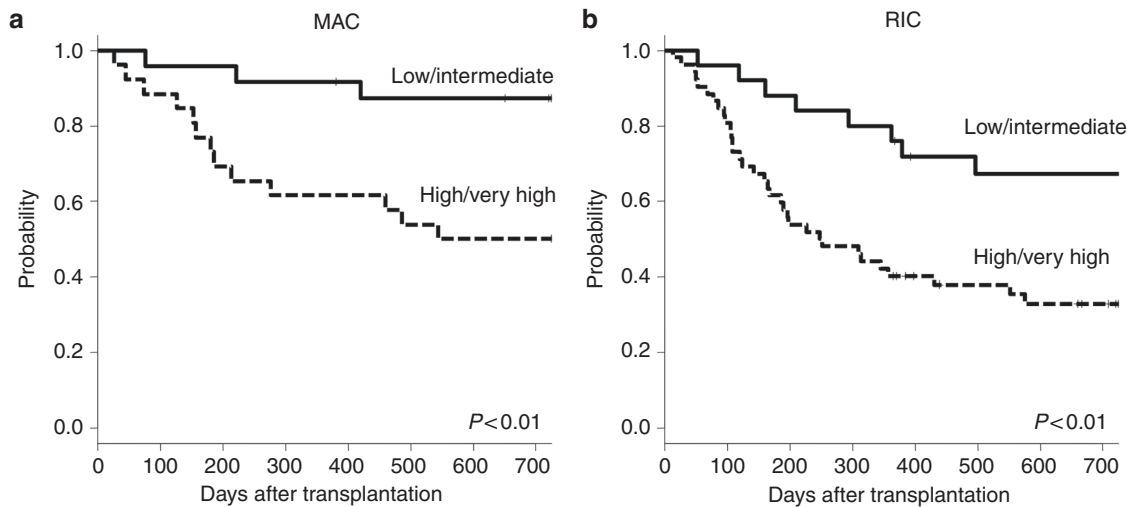 a
MAC
1.0
0.8
0.6
0.4
0.2
0.0
Probability
Low/intermediate
High/very high
P<0.01
0 100 200 300 400 500 600 700
Days after transplantation
b
RIC
1.0
0.8
0.6
0.4
0.2
0.0
Probability
Low/intermediate
High/very high
P<0.01
0 100 200 300 400 500 600 700
Days after transplantation